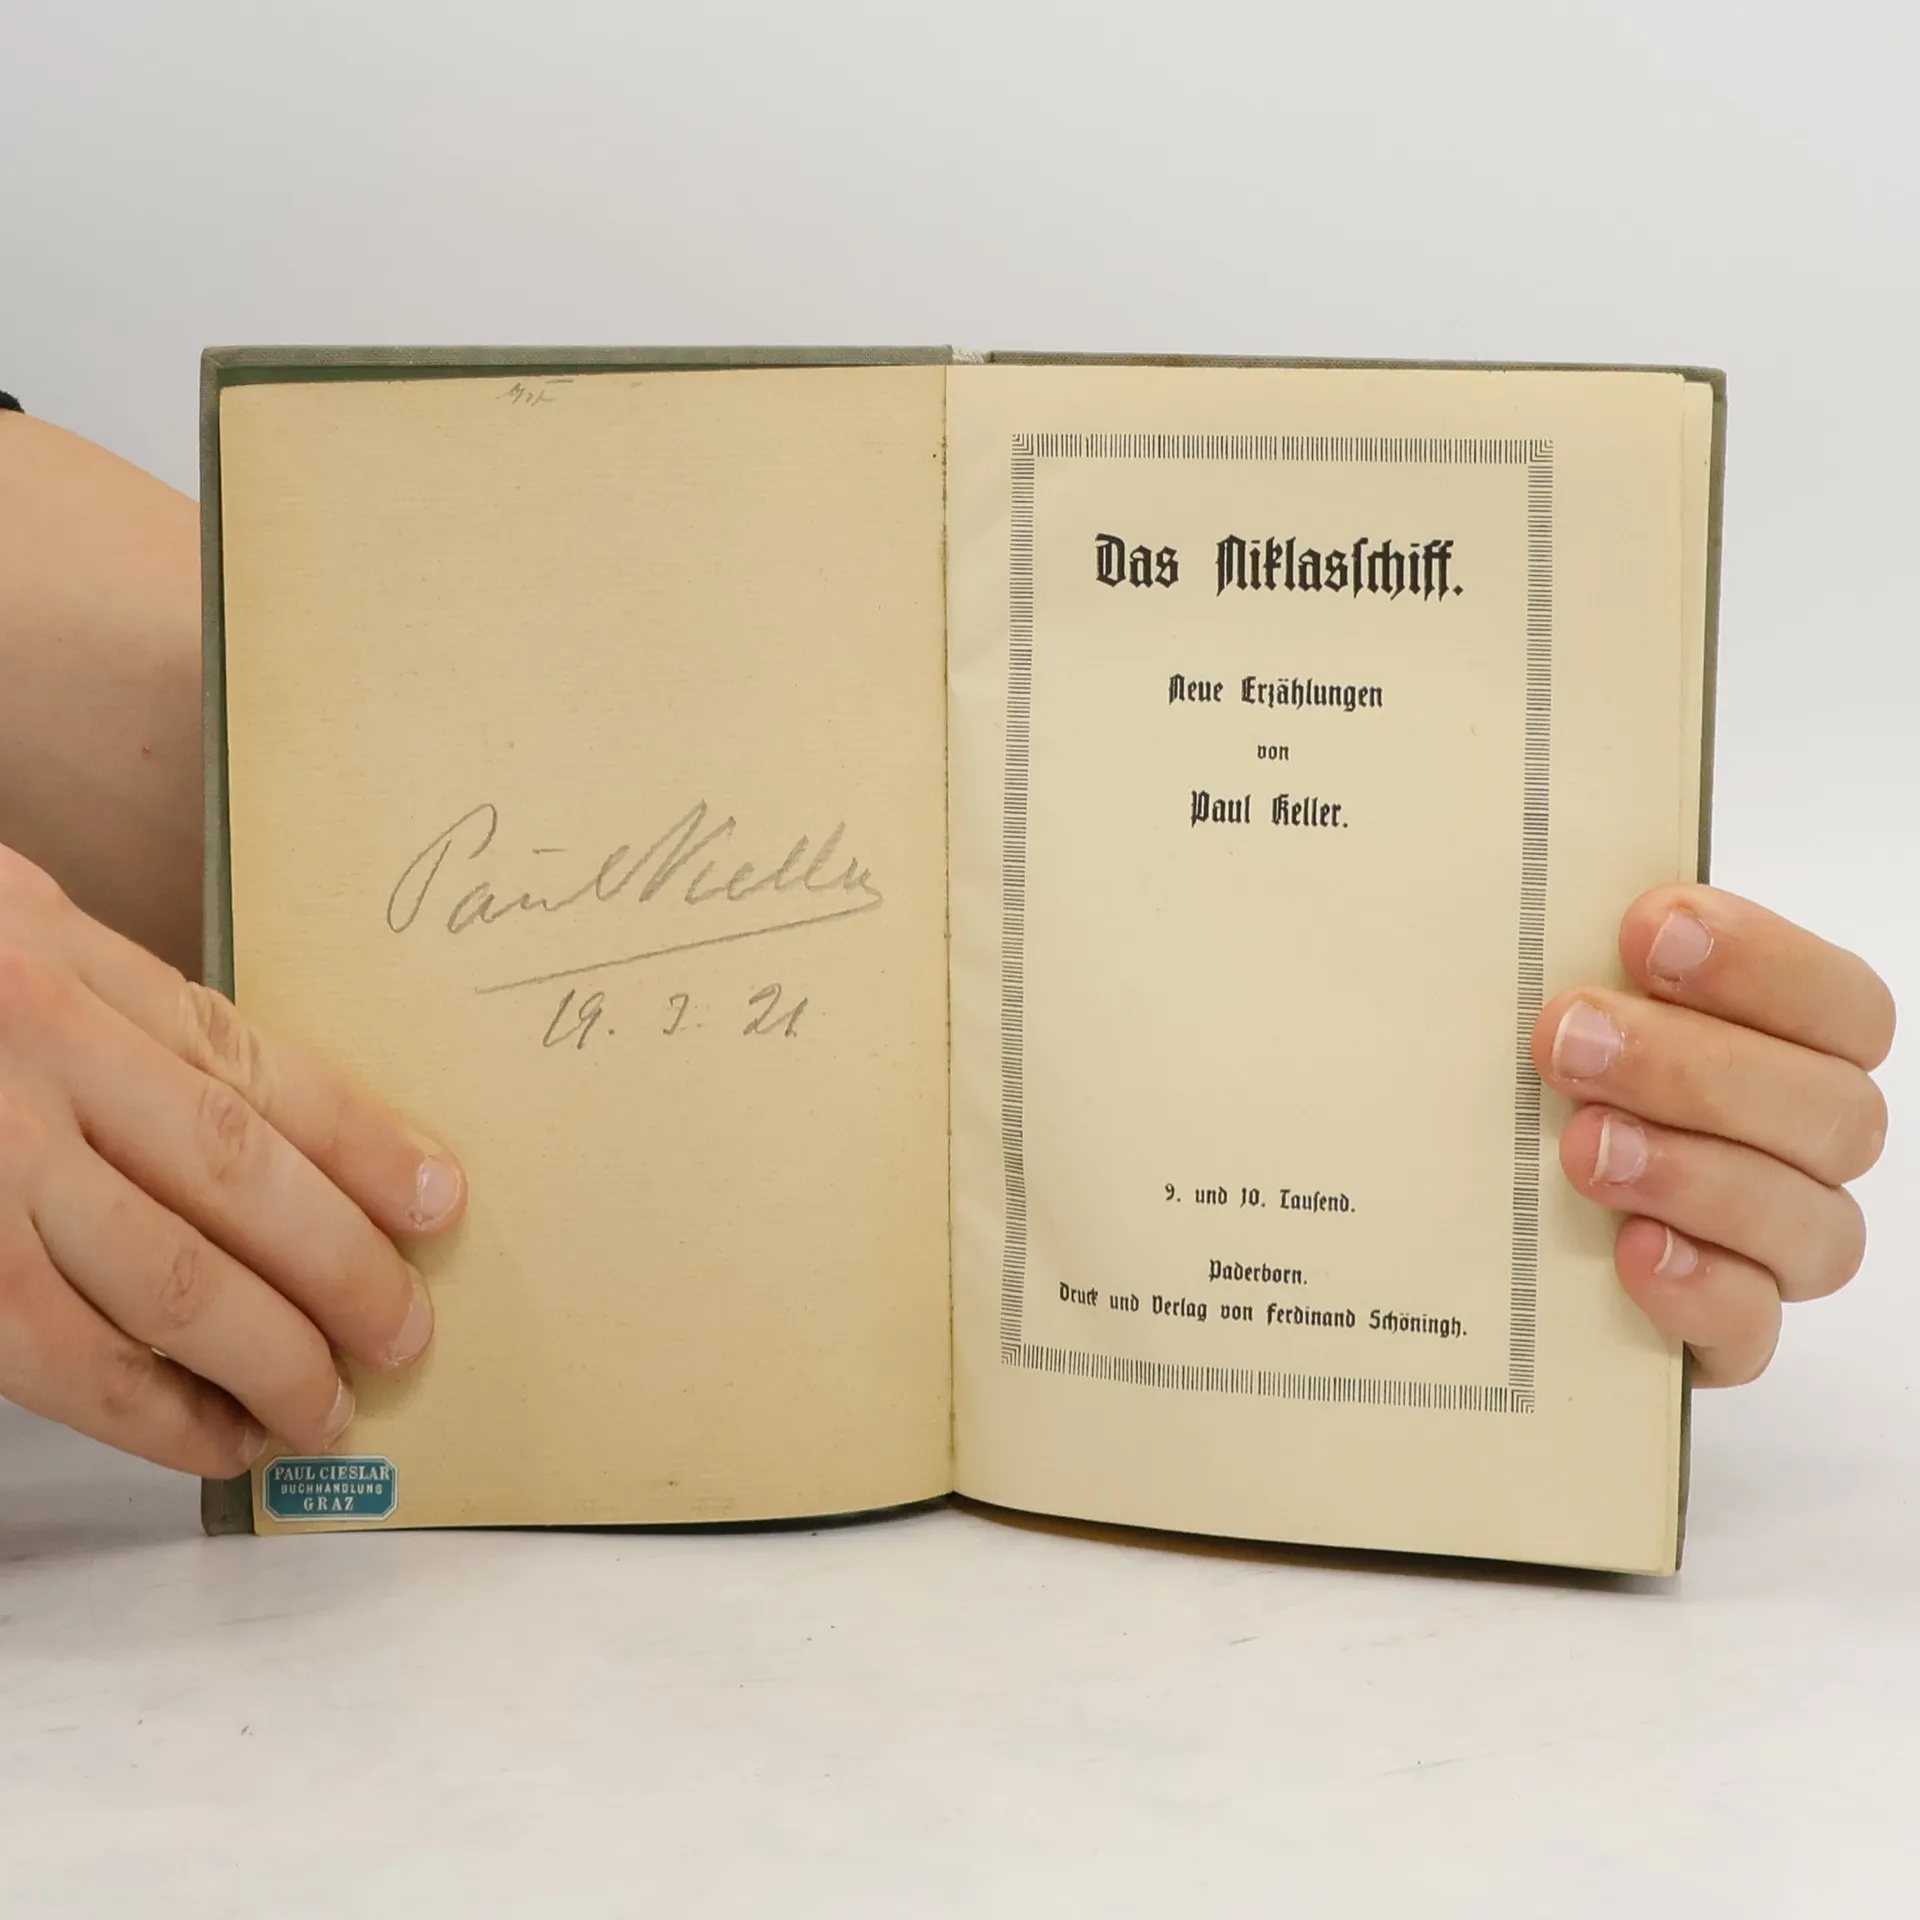 Paul Keller
19. 3. 21
PAUL CIESLAR
BUCHHANDLUNG
GRAZ
Das Niklasſchiff.
Neue Erzählungen
von
Paul Keller.
9. und 10. Tauſend.
Paderborn.
Druck und Verlag von Ferdinand Schöningh.